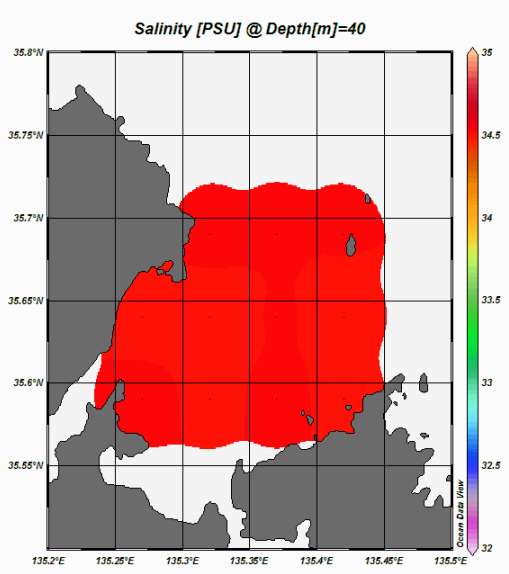 Salinity [PSU] @ Depth[m]=40
35.8°N
35.75°N
35.7°N
35.65°N
35.6°N
35.55°N
135.2°E
135.25°E
135.3°E
135.35°E
135.4°E
135.45°E
135.5°E
35
34.5
34
33.5
33
32.5
32
Ocean Data View